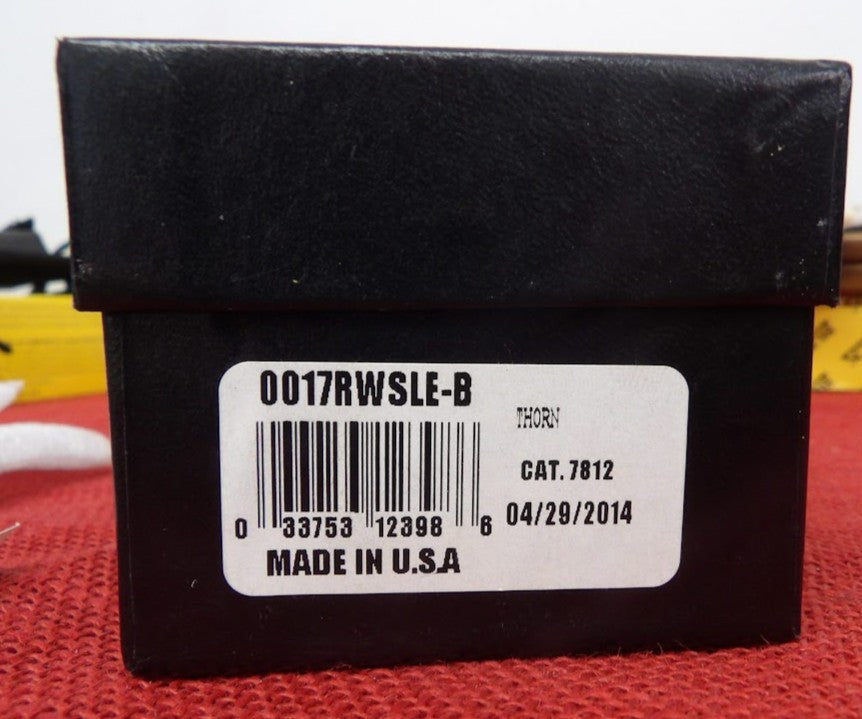 0017RWSLE-B
THORN
CAT. 7812
04/29/2014
0 33753 12398 6
MADE IN U.S.A